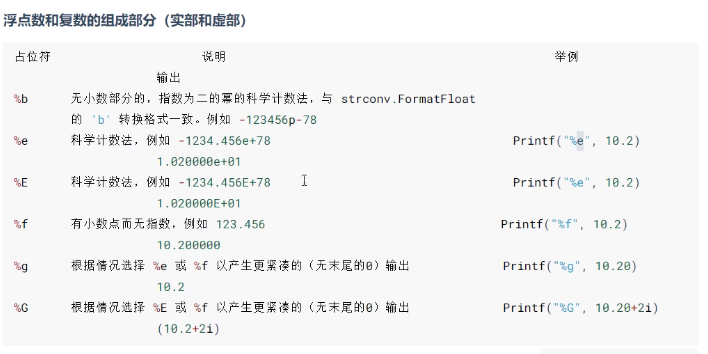 浮点数和复数的组成部分（实部和虚部）
占位符 说明 举例
输出
%b 无小数部分的，指数为二的幂的科学计数法，与 strconv.FormatFloat
的 'b' 转换格式一致。例如 -123456p-78
%e 科学计数法，例如 -1234.456e+78 Printf("%e", 10.2)
1.020000e+01
%E 科学计数法，例如 -1234.456E+78 Printf("%e", 10.2)
1.020000E+01
%f 有小数点而无指数，例如 123.456 Printf("%f", 10.2)
10.200000
%g 根据情况选择 %e 或 %f 以产生更紧凑的（无末尾的0）输出 Printf("%g", 10.20)
10.2
%G 根据情况选择 %E 或 %f 以产生更紧凑的（无末尾的0）输出 Printf("%G", 10.20+2i)
(10.2+2i)